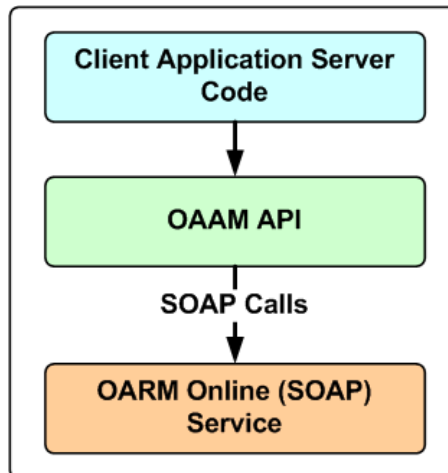 Client Application Server
Code
OAAM API
SOAP Calls
OARM Online (SOAP)
Service